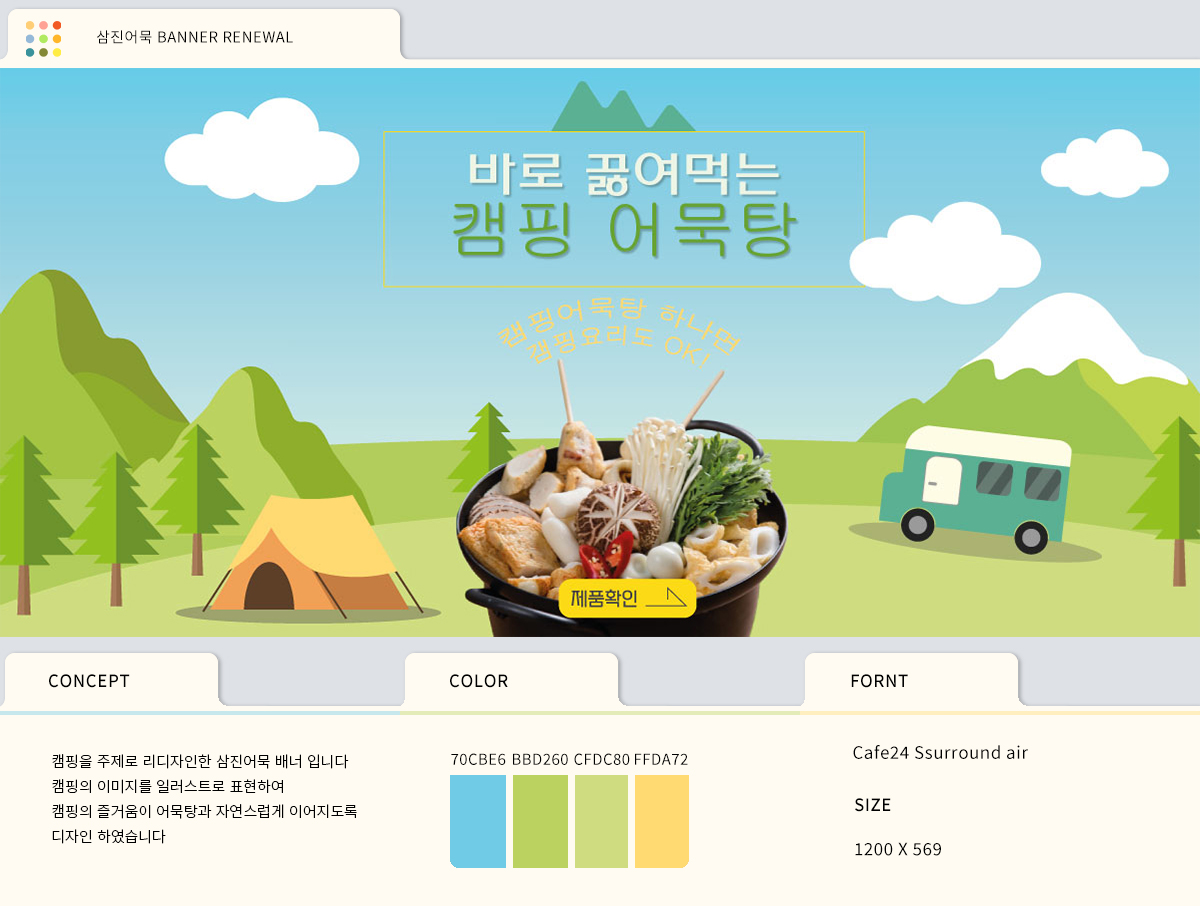 삼진어묵 BANNER RENEWAL
바로 끓여먹는
캠핑 어묵탕
캠핑어묵탕 하나면
캠핑요리도 OK!
제품확인
CONCEPT
COLOR
FORNT
캠핑을 주제로 리디자인한 삼진어묵 배너 입니다
캠핑의 이미지를 일러스트로 표현하여
캠핑의 즐거움이 어묵탕과 자연스럽게 이어지도록
디자인 하였습니다
70CBE6 BBD260 CFDC80 FFDA72
Cafe24 Ssurround air
SIZE
1200 X 569